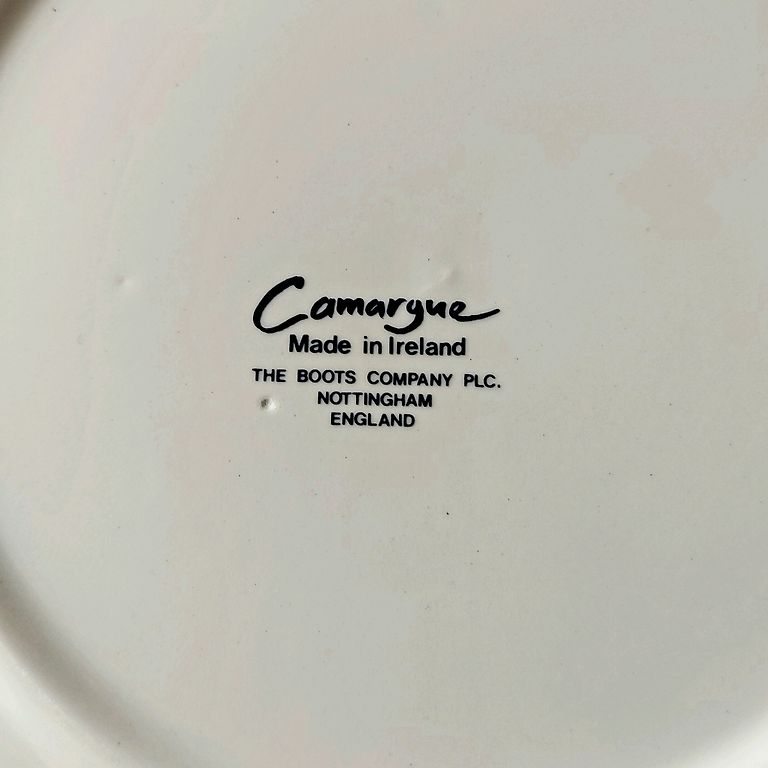 Camargue
Made in Ireland
THE BOOTS COMPANY PLC.
NOTTINGHAM
ENGLAND